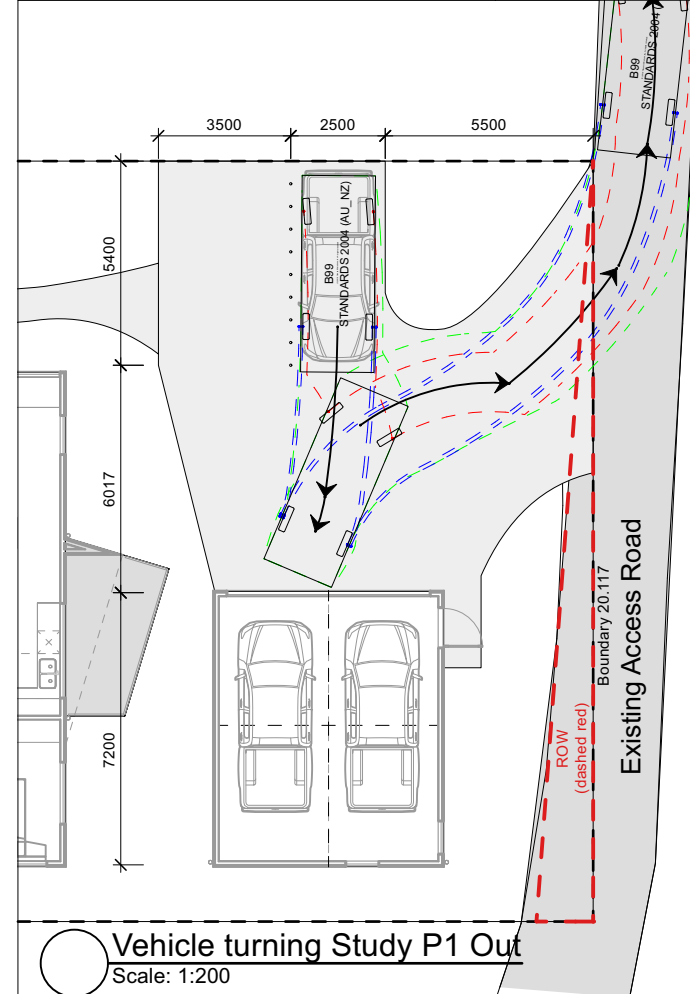 B99
STANDARDS 2004 (
3500
2500
5500
5400
B99
STANDARDS 2004 (AU_NZ)
6017
7200
Boundary 20.117
Existing Access Road
ROW
(dashed red)
Vehicle turning Study P1 Out
Scale: 1:200